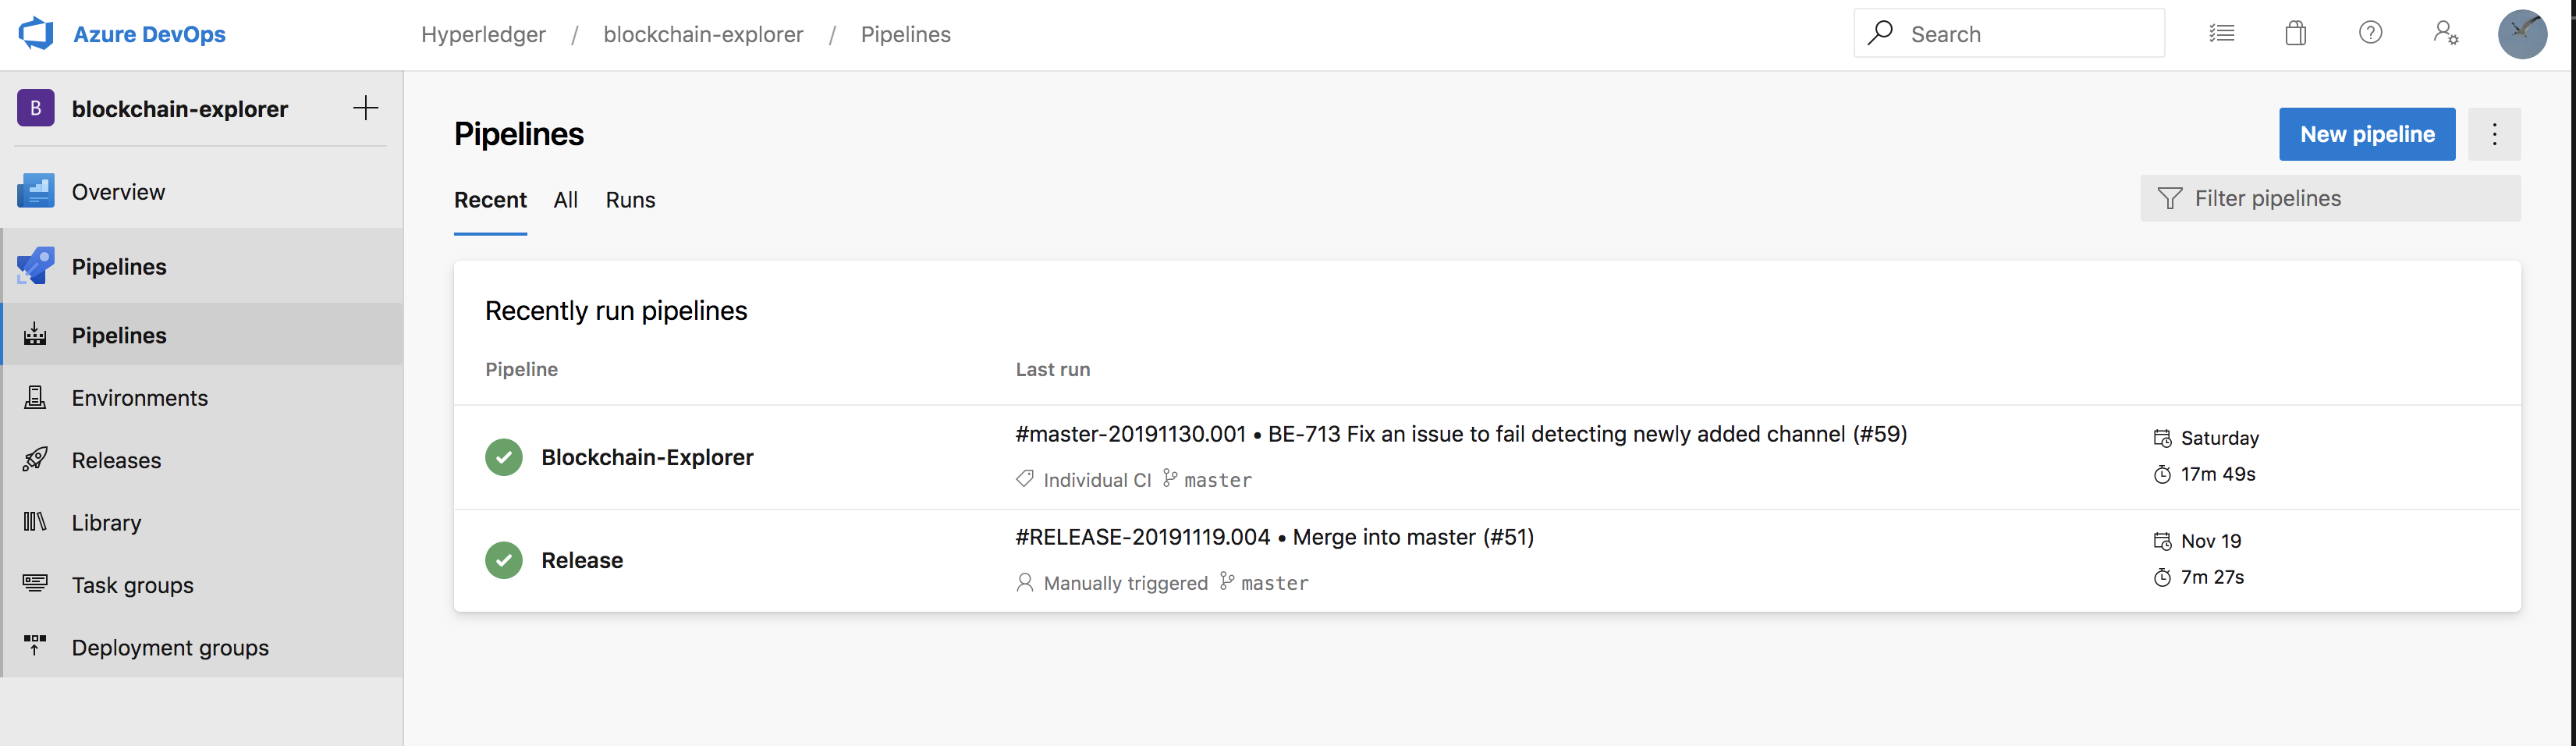 Azure DevOps
Hyperledger / blockchain-explorer / Pipelines
Search
B blockchain-explorer
Overview
Pipelines
Pipelines
Environments
Releases
Library
Task groups
Deployment groups
Pipelines
New pipeline
Recent All Runs
Filter pipelines
Recently run pipelines
Pipeline Last run
Blockchain-Explorer
#master-20191130.001 • BE-713 Fix an issue to fail detecting newly added channel (#59)
Individual CI master
Saturday
17m 49s
Release
#RELEASE-20191119.004 • Merge into master (#51)
Manually triggered master
Nov 19
7m 27s